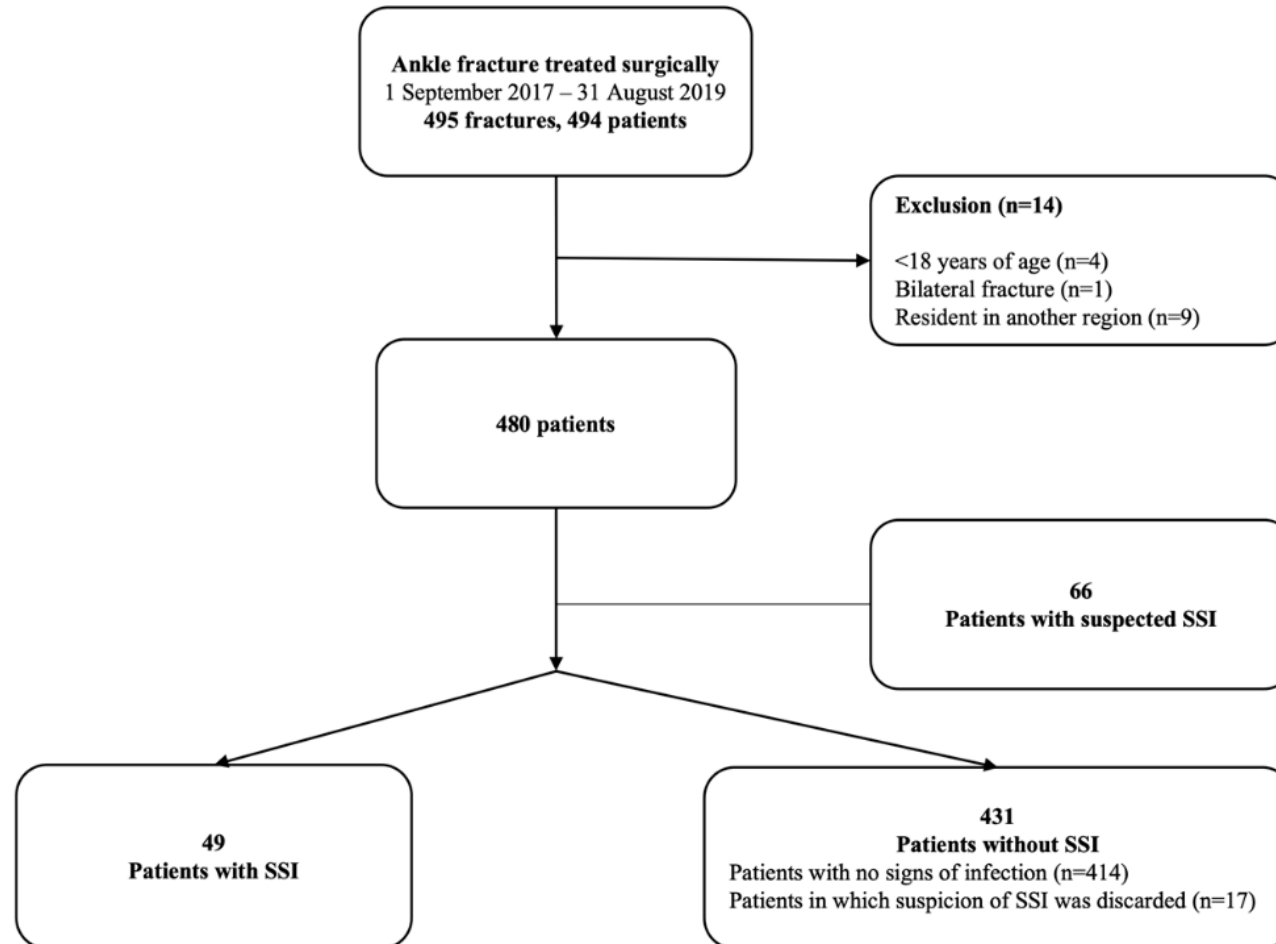 Ankle fracture treated surgically
1 September 2017 – 31 August 2019
495 fractures, 494 patients
Exclusion (n=14)
<18 years of age (n=4)
Bilateral fracture (n=1)
Resident in another region (n=9)
480 patients
66
Patients with suspected SSI
49
Patients with SSI
431
Patients without SSI
Patients with no signs of infection (n=414)
Patients in which suspicion of SSI was discarded (n=17)